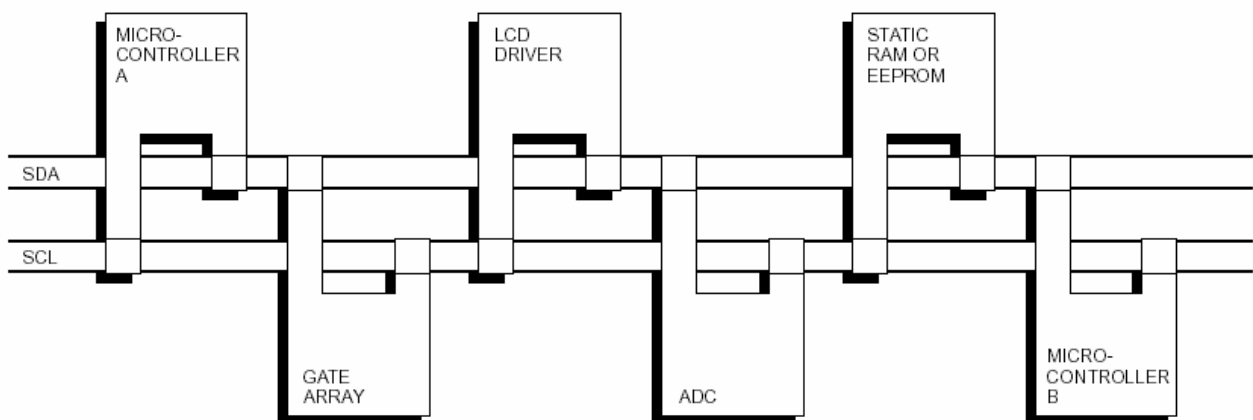 MICRO-
CONTROLLER
A
LCD
DRIVER
STATIC
RAM OR
EEPROM
SDA
SCL
GATE
ARRAY
ADC
MICRO-
CONTROLLER
B